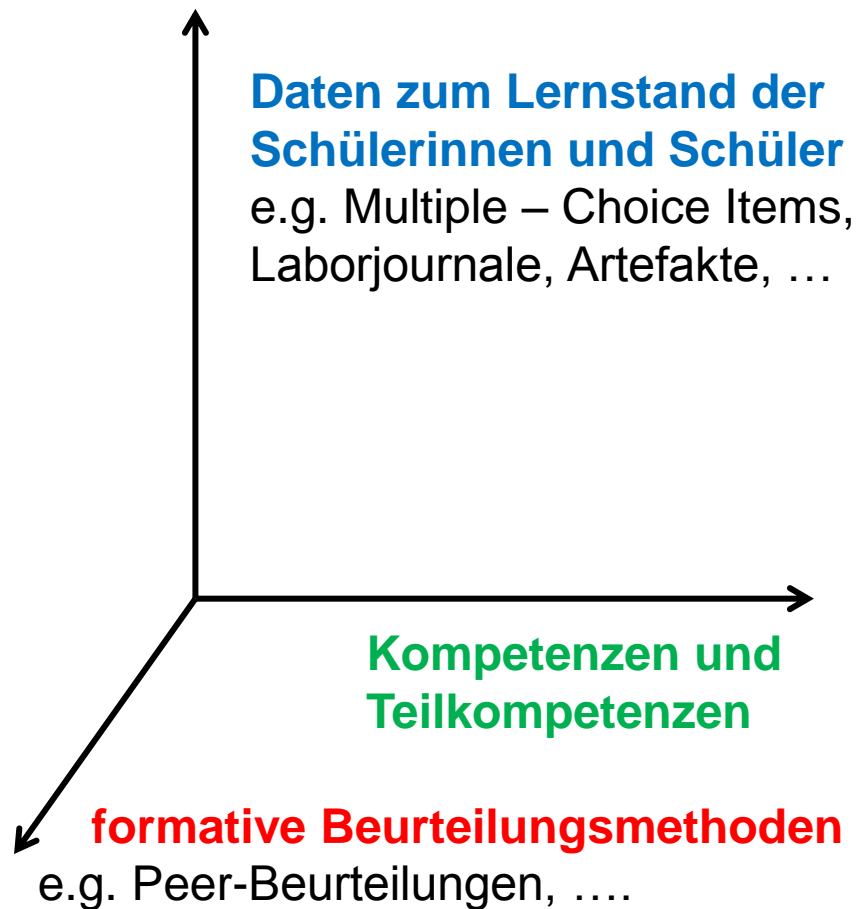 Daten zum Lernstand der
Schülerinnen und Schüler
e.g. Multiple – Choice Items,
Laborjournale, Artefakte, …
Kompetenzen und
Teilkompetenzen
formative Beurteilungsmethoden
e.g. Peer-Beurteilungen, ….